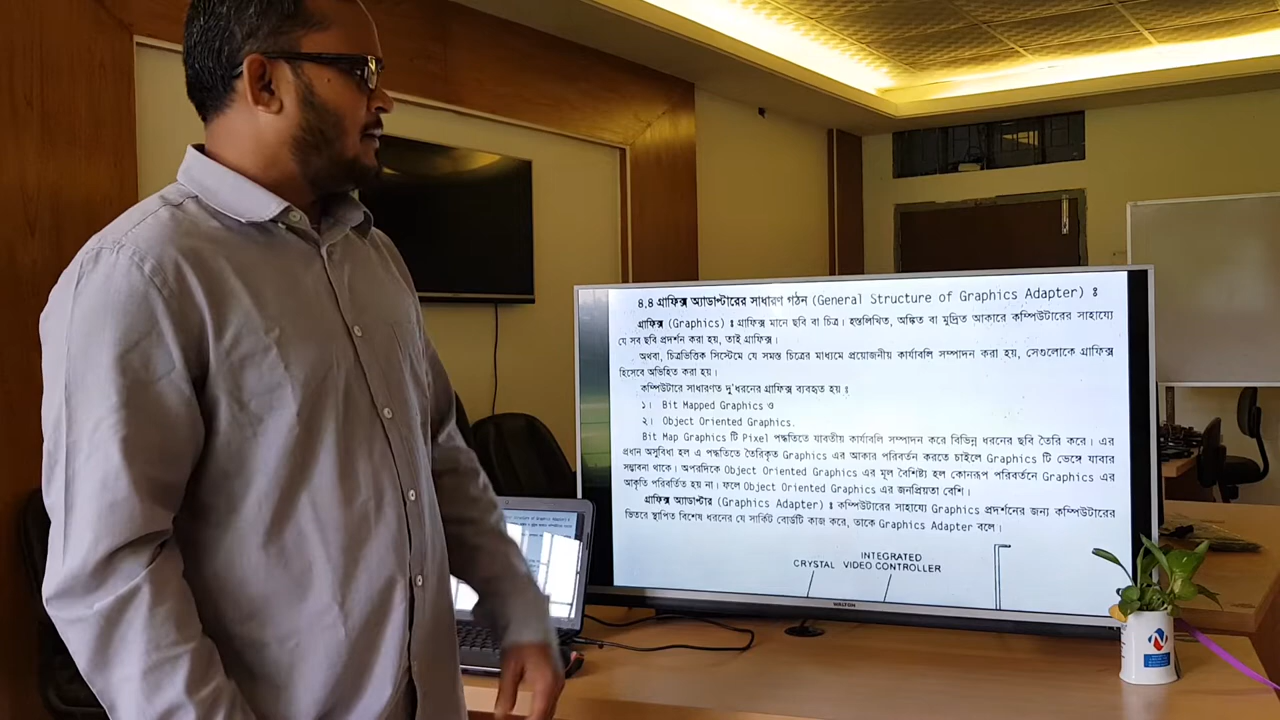 ৪.৪ গ্রাফিক্স অ্যাডাপ্টারের সাধারণ গঠন (General Structure of Graphics Adapter) ঃ
গ্রাফিক্স (Graphics) ঃ গ্রাফিক্স মানে ছবি বা চিত্র। হস্তলিখিত, অঙ্কিত বা মুদ্রিত আকারে কম্পিউটারের সাহায্যে
যে সব ছবি প্রদর্শন করা হয়, তাই গ্রাফিক্স।
অথবা, চিত্রভিত্তিক সিস্টেমে যে সমস্ত চিত্রের মাধ্যমে প্রয়োজনীয় কার্যাবলি সম্পাদন করা হয়, সেগুলোকে গ্রাফিক্স
হিসেবে অভিহিত করা হয়।
কম্পিউটারে সাধারণত দু'ধরনের গ্রাফিক্স ব্যবহৃত হয় ঃ
১। Bit Mapped Graphics ও
২। Object Oriented Graphics.
Bit Map Graphics টি Pixel পদ্ধতিতে যাবতীয় কার্যাবলি সম্পাদন করে বিভিন্ন ধরনের ছবি তৈরি করে। এর
প্রধান অসুবিধা হল এ পদ্ধতিতে তৈরিকৃত Graphics এর আকার পরিবর্তন করতে চাইলে Graphics টি ভেঙ্গে যাবার
সম্ভাবনা থাকে। অপরদিকে Object Oriented Graphics এর মূল বৈশিষ্ট্য হল কোনরূপ পরিবর্তনে Graphics এর
আকৃতি পরিবর্তিত হয় না। ফলে Object Oriented Graphics এর জনপ্রিয়তা বেশি।
গ্রাফিক্স অ্যাডাপ্টার (Graphics Adapter) ঃ কম্পিউটারের সাহায্যে Graphics প্রদর্শনের জন্য কম্পিউটারের
ভিতরে স্থাপিত বিশেষ ধরনের যে সার্কিট বোর্ডটি কাজ করে, তাকে Graphics Adapter বলে।
INTEGRATED
CRYSTAL VIDEO CONTROLLER
WALTON